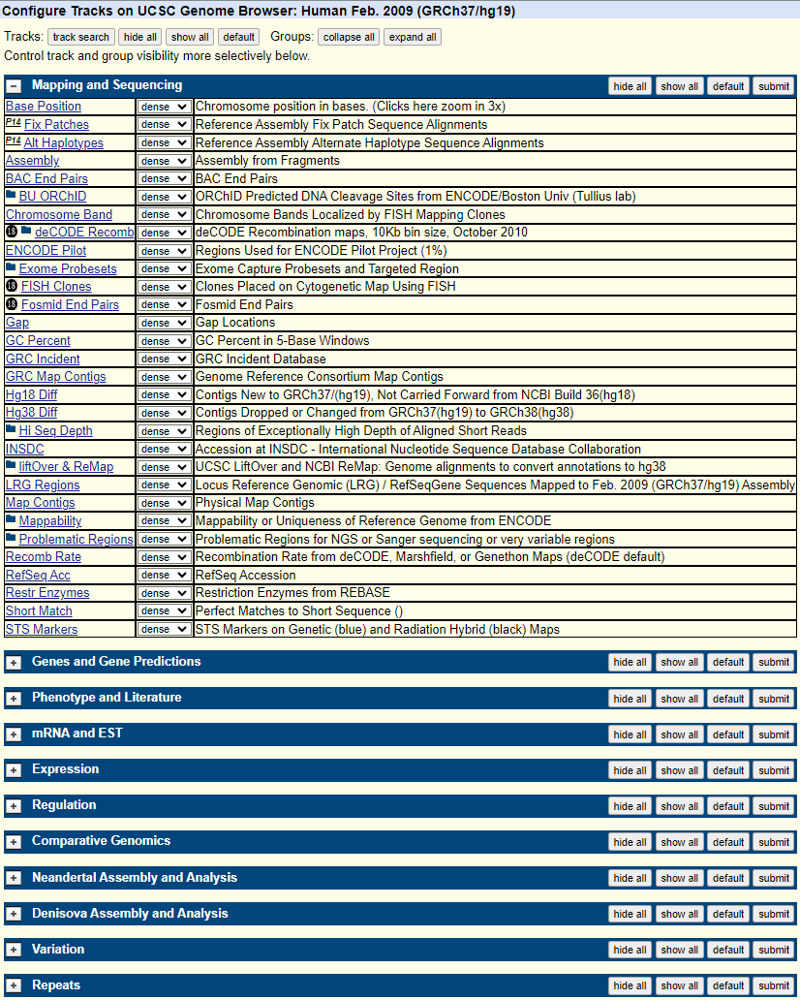 Configure Tracks on UCSC Genome Browser: Human Feb. 2009 (GRCh37/hg19)
Tracks: track search hide all show all default Groups: collapse all expand all
Control track and group visibility more selectively below.
− Mapping and Sequencing hide all show all default submit
Base Position dense Chromosome position in bases. (Clicks here zoom in 3x)
P14 Fix Patches dense Reference Assembly Fix Patch Sequence Alignments
P14 Alt Haplotypes dense Reference Assembly Alternate Haplotype Sequence Alignments
Assembly dense Assembly from Fragments
BAC End Pairs dense BAC End Pairs
BU ORChID dense ORChID Predicted DNA Cleavage Sites from ENCODE/Boston Univ (Tullius lab)
Chromosome Band dense Chromosome Bands Localized by FISH Mapping Clones
18 deCODE Recomb dense deCODE Recombination maps, 10Kb bin size, October 2010
ENCODE Pilot dense Regions Used for ENCODE Pilot Project (1%)
Exome Probesets dense Exome Capture Probesets and Targeted Region
18 FISH Clones dense Clones Placed on Cytogenetic Map Using FISH
18 Fosmid End Pairs dense Fosmid End Pairs
Gap dense Gap Locations
GC Percent dense GC Percent in 5-Base Windows
GRC Incident dense GRC Incident Database
GRC Map Contigs dense Genome Reference Consortium Map Contigs
Hg18 Diff dense Contigs New to GRCh37/(hg19), Not Carried Forward from NCBI Build 36(hg18)
Hg38 Diff dense Contigs Dropped or Changed from GRCh37(hg19) to GRCh38(hg38)
Hi Seq Depth dense Regions of Exceptionally High Depth of Aligned Short Reads
INSDC dense Accession at INSDC - International Nucleotide Sequence Database Collaboration
liftOver & ReMap dense UCSC LiftOver and NCBI ReMap: Genome alignments to convert annotations to hg38
LRG Regions dense Locus Reference Genomic (LRG) / RefSeqGene Sequences Mapped to Feb. 2009 (GRCh37/hg19) Assembly
Map Contigs dense Physical Map Contigs
Mappability dense Mappability or Uniqueness of Reference Genome from ENCODE
Problematic Regions dense Problematic Regions for NGS or Sanger sequencing or very variable regions
Recomb Rate dense Recombination Rate from deCODE, Marshfield, or Genethon Maps (deCODE default)
RefSeq Acc dense RefSeq Accession
Restr Enzymes dense Restriction Enzymes from REBASE
Short Match dense Perfect Matches to Short Sequence ()
STS Markers dense STS Markers on Genetic (blue) and Radiation Hybrid (black) Maps
+ Genes and Gene Predictions hide all show all default submit
+ Phenotype and Literature hide all show all default submit
+ mRNA and EST hide all show all default submit
+ Expression hide all show all default submit
+ Regulation hide all show all default submit
+ Comparative Genomics hide all show all default submit
+ Neandertal Assembly and Analysis hide all show all default submit
+ Denisova Assembly and Analysis hide all show all default submit
+ Variation hide all show all default submit
+ Repeats hide all show all default submit